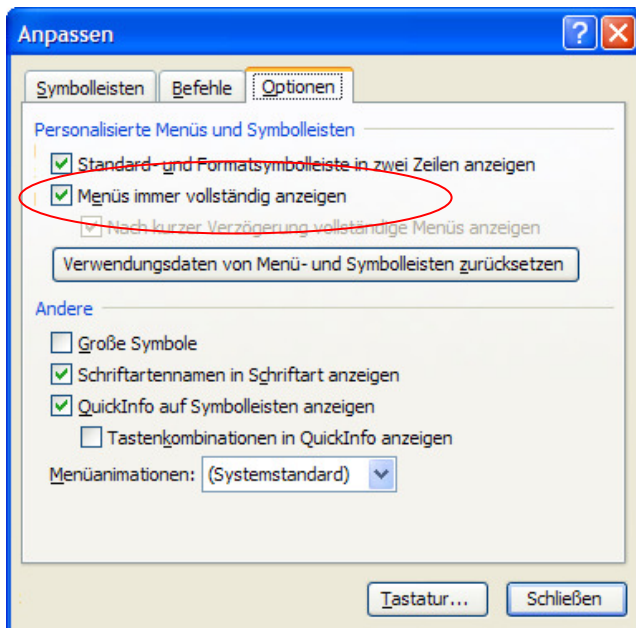 Anpassen
Symbolleisten Befehle Optionen
Personalisierte Menüs und Symbolleisten
Standard- und Formatsymbolleiste in zwei Zeilen anzeigen
Menüs immer vollständig anzeigen
Nach kurzer Verzögerung vollständige Menüs anzeigen
Verwendungsdaten von Menü- und Symbolleisten zurücksetzen
Andere
Große Symbole
Schriftartennamen in Schriftart anzeigen
QuickInfo auf Symbolleisten anzeigen
Tastenkombinationen in QuickInfo anzeigen
Menüanimationen: (Systemstandard)
Tastatur... Schließen